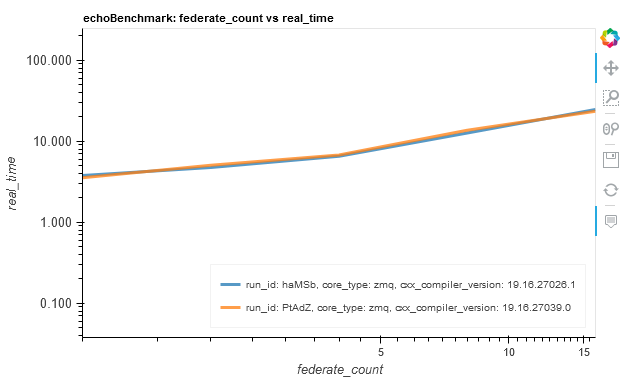 echoBenchmark: federate_count vs real_time
100.000
10.000
1.000
0.100
real_time
run_id: haMSb, core_type: zmq, cxx_compiler_version: 19.16.27026.1
run_id: PtAdZ, core_type: zmq, cxx_compiler_version: 19.16.27039.0
5
10
15
federate_count